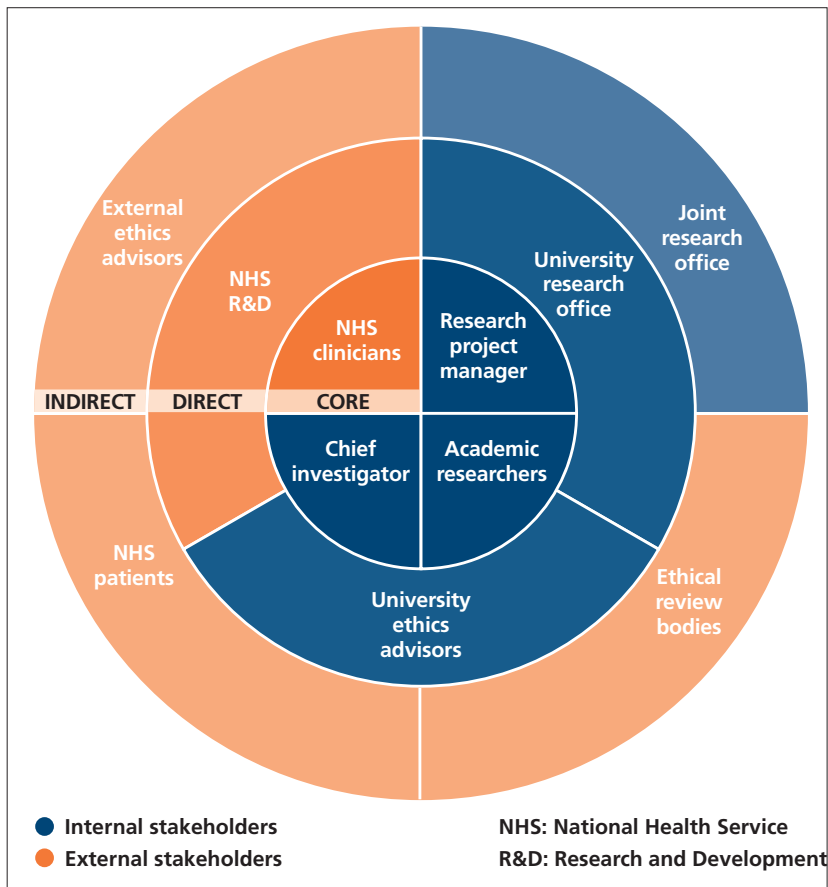 External
ethics
advisors
Joint
research
office
NHS
R&D
University
research
office
NHS
clinicians
Research
project
manager
INDIRECT DIRECT CORE
Chief
investigator
Academic
researchers
NHS
patients
University
ethics
advisors
Ethical
review
bodies
Internal stakeholders
External stakeholders
NHS: National Health Service
R&D: Research and Development